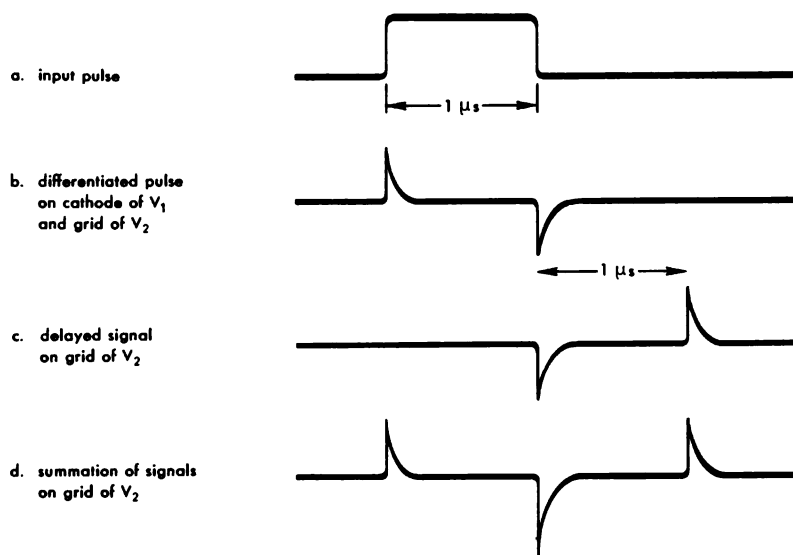 a. input pulse
1 μs
b. differentiated pulse
on cathode of V₁
and grid of V₂
1 μs
c. delayed signal
on grid of V₂
d. summation of signals
on grid of V₂